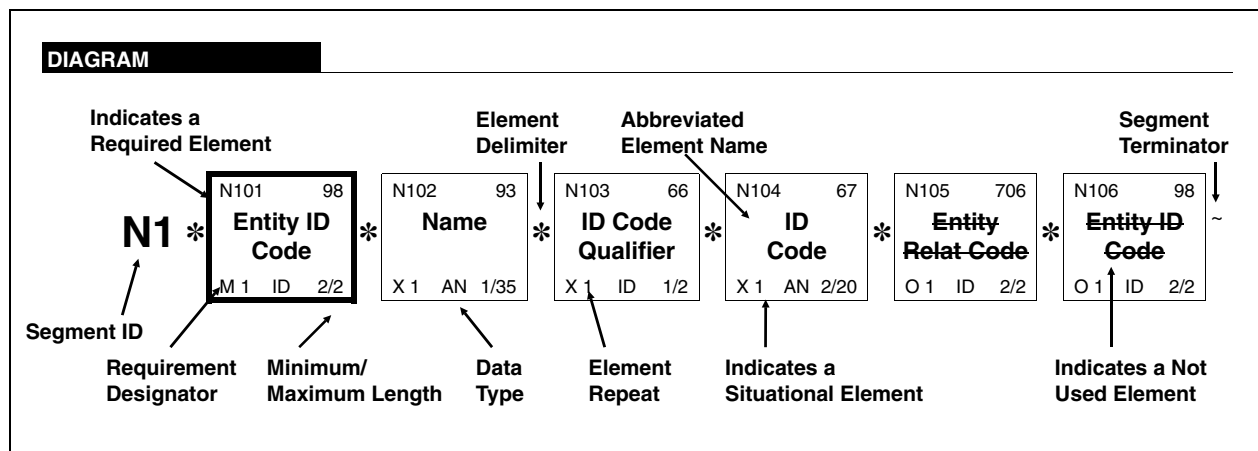 DIAGRAM
Indicates a
Required Element
Element
Delimiter
Abbreviated
Element Name
Segment
Terminator
N1 *
N101 98
Entity ID
Code
M 1 ID 2/2
*
N102 93
Name
X 1 AN 1/35
*
N103 66
ID Code
Qualifier
X 1 ID 1/2
*
N104 67
ID
Code
X 1 AN 2/20
*
N105 706
Entity
Relat Code
O 1 ID 2/2
*
N106 98
Entity ID
Code
O 1 ID 2/2
~
Segment ID
Requirement
Designator
Minimum/
Maximum Length
Data
Type
Element
Repeat
Indicates a
Situational Element
Indicates a Not
Used Element